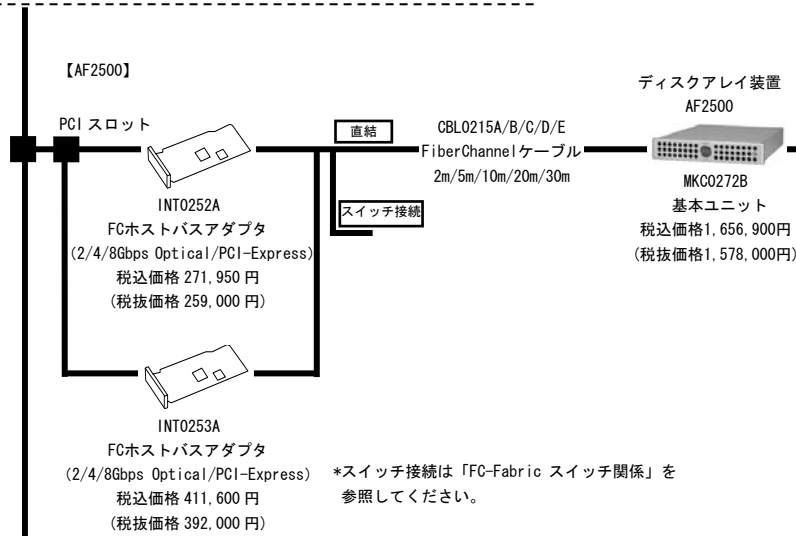 【AF2500】
PCI スロット
INT0252A
FCホストバスアダプタ
(2/4/8Gbps Optical/PCI-Express)
税込価格 271,950 円
(税抜価格 259,000 円)
INT0253A
FCホストバスアダプタ
(2/4/8Gbps Optical/PCI-Express)
税込価格 411,600 円
(税抜価格 392,000 円)
直結
スイッチ接続
CBL0215A/B/C/D/E
FiberChannelケーブル
2m/5m/10m/20m/30m
ディスクアレイ装置
AF2500
MKC0272B
基本ユニット
税込価格1,656,900円
(税抜価格1,578,000円)
*スイッチ接続は「FC-Fabric スイッチ関係」を
参照してください。